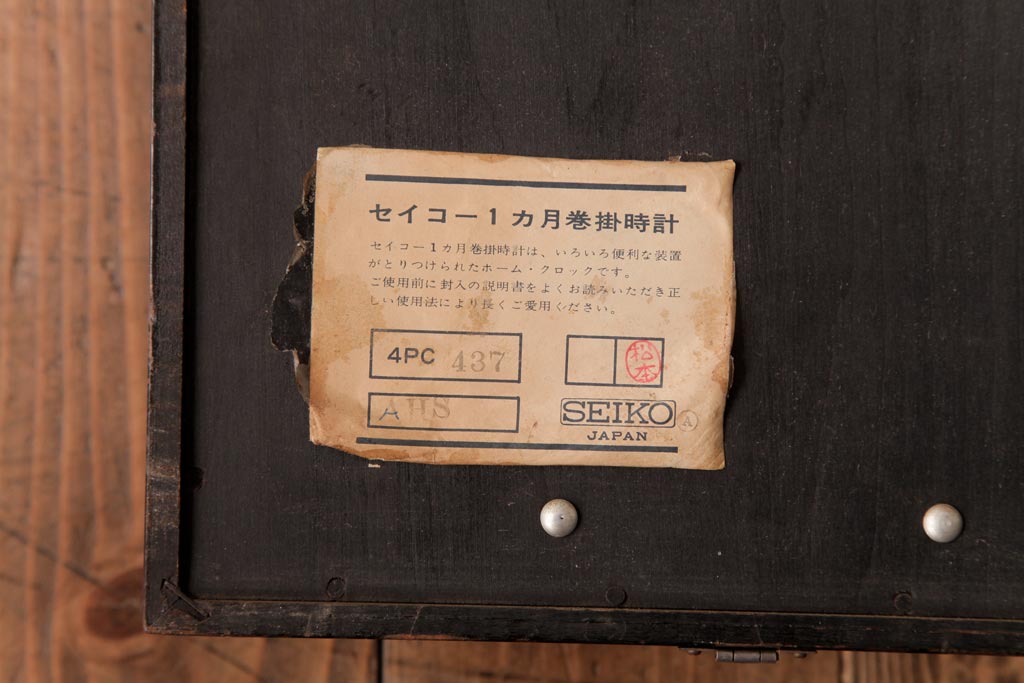 セイコー1カ月巻掛時計
セイコー1カ月巻掛時計は、いろいろ便利な装置
がとりつけられたホーム・クロックです。
ご使用前に封入の説明書をよくお読みいただき正
しい使用法により長くご愛用ください。
4PC 437
松本
AHS
SEIKO A
JAPAN